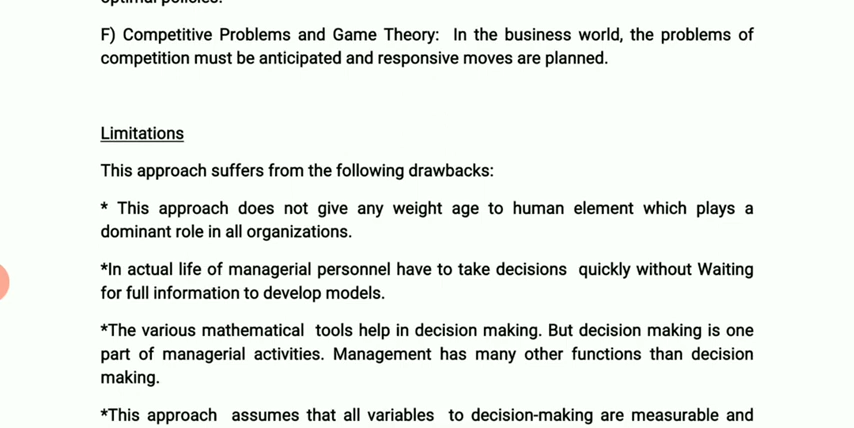 optimal policies.
F) Competitive Problems and Game Theory: In the business world, the problems of
competition must be anticipated and responsive moves are planned.
Limitations
This approach suffers from the following drawbacks:
* This approach does not give any weight age to human element which plays a
dominant role in all organizations.
*In actual life of managerial personnel have to take decisions quickly without Waiting
for full information to develop models.
*The various mathematical tools help in decision making. But decision making is one
part of managerial activities. Management has many other functions than decision
making.
*This approach assumes that all variables to decision-making are measurable and